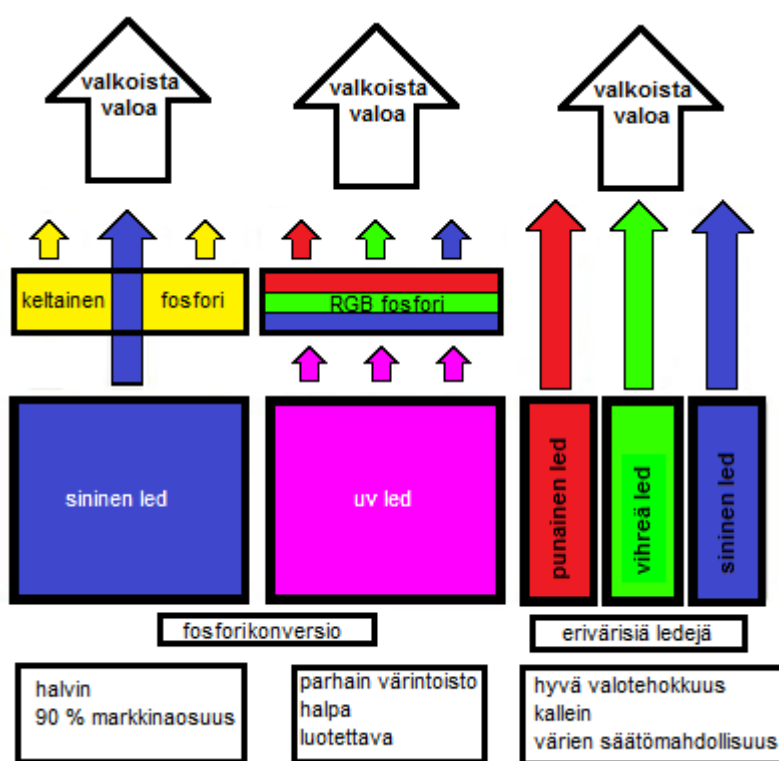 valkoista
valoa
valkoista
valoa
valkoista
valoa
keltainen
fosfori
RGB fosfori
sininen led
uv led
punainen led
vihreä led
sininen led
fosforikonversio
erivärisiä ledejä
halvin
90 % markkinaosuus
parhain värintoisto
halpa
luotettava
hyvä valotehokkuus
kallein
värien säätömahdollisuus